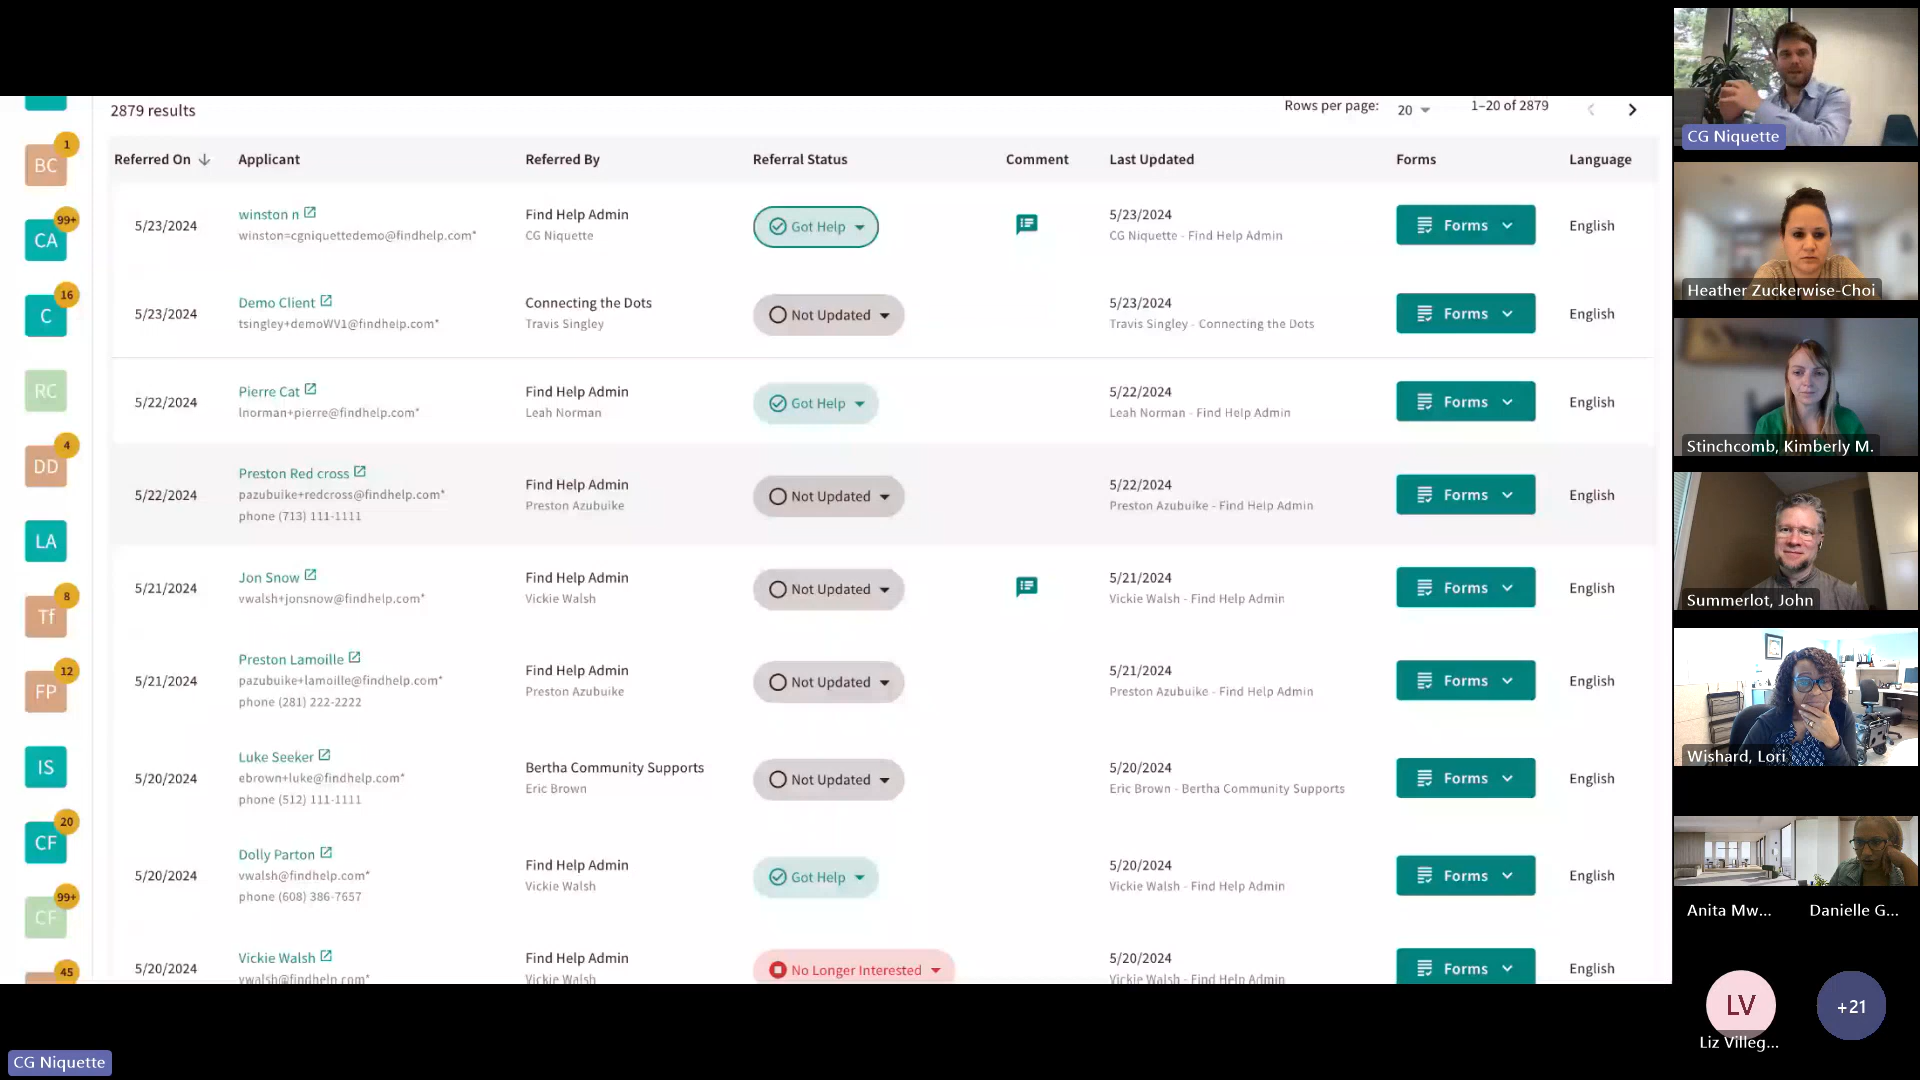 2879 results
Rows per page: 20 1–20 of 2879
Referred On Applicant Referred By Referral Status Comment Last Updated Forms Language
5/23/2024 winston n Find Help Admin Got Help 5/23/2024 Forms English
winston=cgniquettedemo@findhelp.com* CG Niquette CG Niquette - Find Help Admin
5/23/2024 Demo Client Connecting the Dots Not Updated 5/23/2024 Forms English
tsingley+demoWV1@findhelp.com* Travis Singley Travis Singley - Connecting the Dots
5/22/2024 Pierre Cat Find Help Admin Got Help 5/22/2024 Forms English
lnorman+pierre@findhelp.com* Leah Norman Leah Norman - Find Help Admin
5/22/2024 Preston Red cross Find Help Admin Not Updated 5/22/2024 Forms English
pazubuike+redcross@findhelp.com* Preston Azubuike Preston Azubuike - Find Help Admin
phone (713) 111-1111
5/21/2024 Jon Snow Find Help Admin Not Updated 5/21/2024 Forms English
vwalsh+jonsnow@findhelp.com* Vickie Walsh Vickie Walsh - Find Help Admin
5/21/2024 Preston Lamoille Find Help Admin Not Updated 5/21/2024 Forms English
pazubuike+lamoille@findhelp.com* Preston Azubuike Preston Azubuike - Find Help Admin
phone (281) 222-2222
5/20/2024 Luke Seeker Bertha Community Supports Not Updated 5/20/2024 Forms English
ebrown+luke@findhelp.com* Eric Brown Eric Brown - Bertha Community Supports
phone (512) 111-1111
5/20/2024 Dolly Parton Find Help Admin Got Help 5/20/2024 Forms English
vwalsh@findhelp.com* Vickie Walsh Vickie Walsh - Find Help Admin
phone (608) 386-7657
5/20/2024 Vickie Walsh Find Help Admin No Longer Interested 5/20/2024 Forms English
vwalsh@findhelp.com* Vickie Walsh Vickie Walsh - Find Help Admin
BC 1
CA 99+
C 16
RC
DD 4
LA
Tf 8
FP 12
IS
CF 20
CF 99+
45
CG Niquette
Heather Zuckerwise-Choi
Stinchcomb, Kimberly M.
Summerlot, John
Wishard, Lori
Anita Mw... Danielle G...
LV +21
Liz Villeg...
CG Niquette